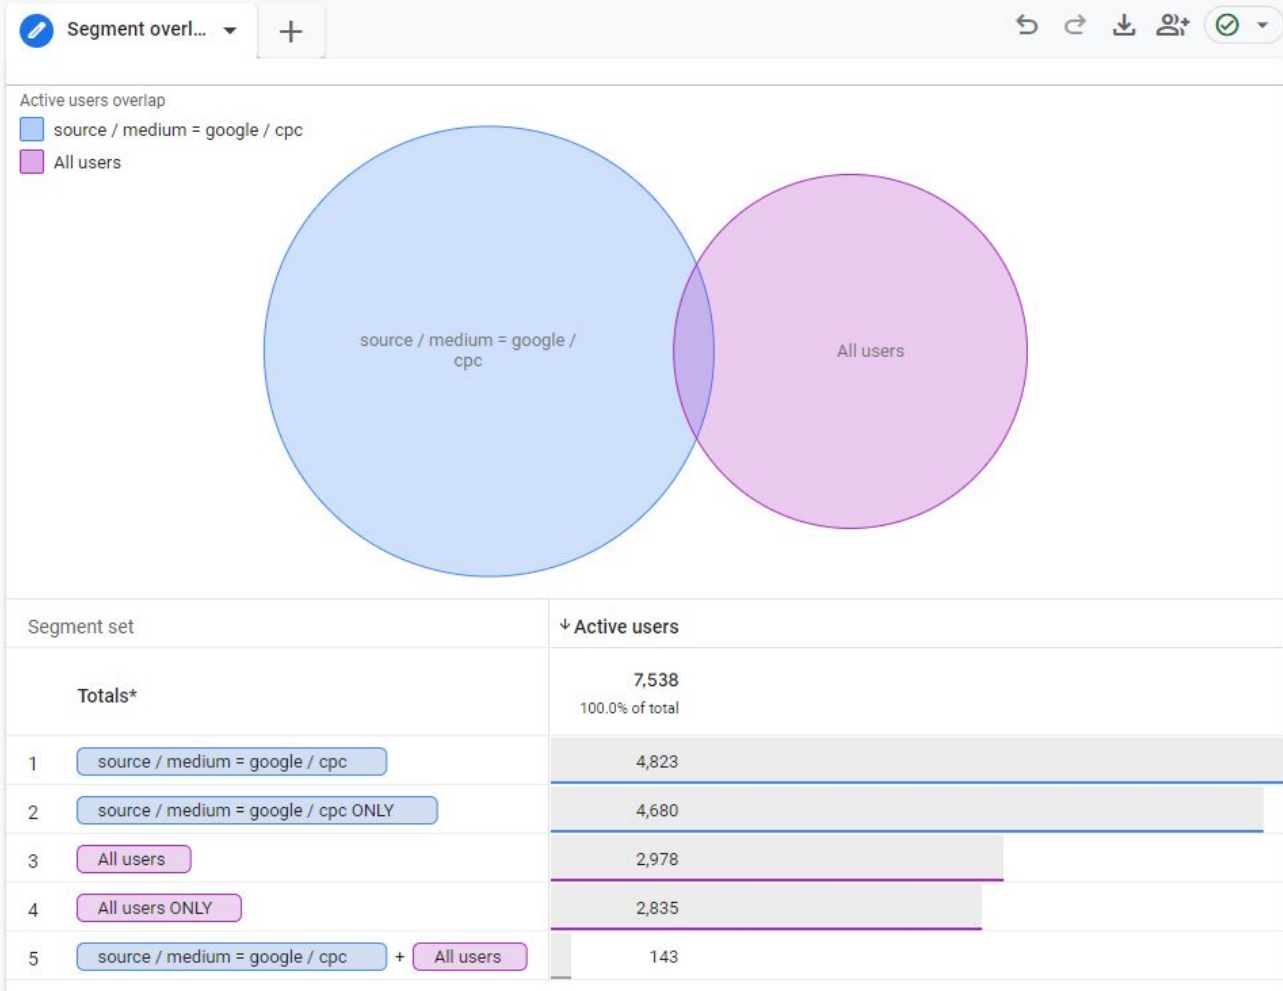 Segment overl...
Active users overlap
source / medium = google / cpc
All users
source / medium = google /
cpc
All users
Segment set
Active users
Totals*
7,538
100.0% of total
1 source / medium = google / cpc 4,823
2 source / medium = google / cpc ONLY 4,680
3 All users 2,978
4 All users ONLY 2,835
5 source / medium = google / cpc + All users 143